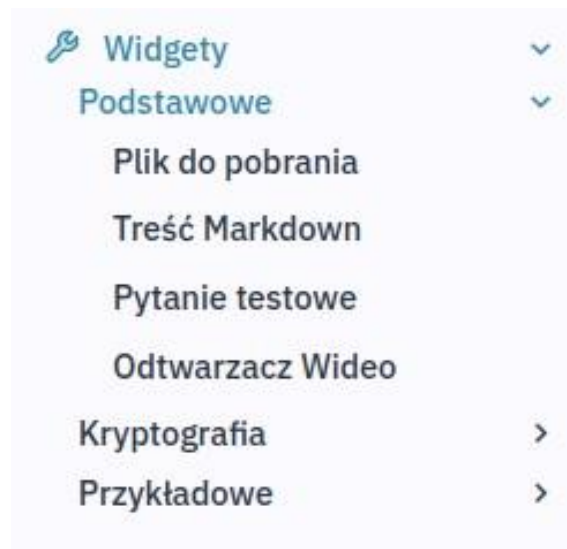 Widgety
Podstawowe
Plik do pobrania
Treść Markdown
Pytanie testowe
Odtwarzacz Wideo
Kryptografia
Przykładowe